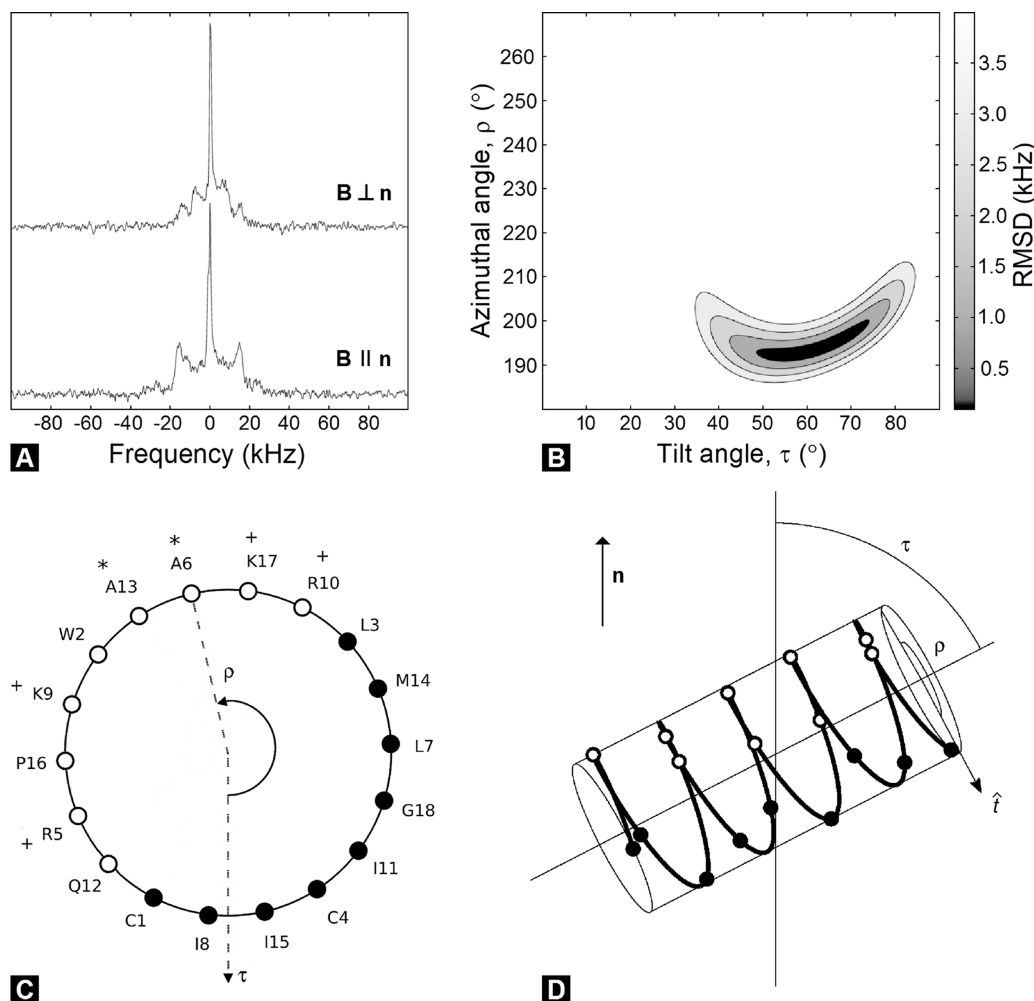 B ⊥ n
B || n
-80 -60 -40 -20 0 20 40 60 80
Frequency (kHz)
A
Azimuthal angle, ρ (°)
260
250
240
230
220
210
200
190
10 20 30 40 50 60 70 80
Tilt angle, τ (°)
B
3.5
3.0
2.5
2.0
1.5
1.0
0.5
RMSD (kHz)
* A6
+ K17
+ R10
* A13
L3
W2
M14
+ K9
L7
P16
G18
+ R5
I11
Q12
C4
C1
I8
I15
ρ
τ
C
n
τ
ρ
t̂
D